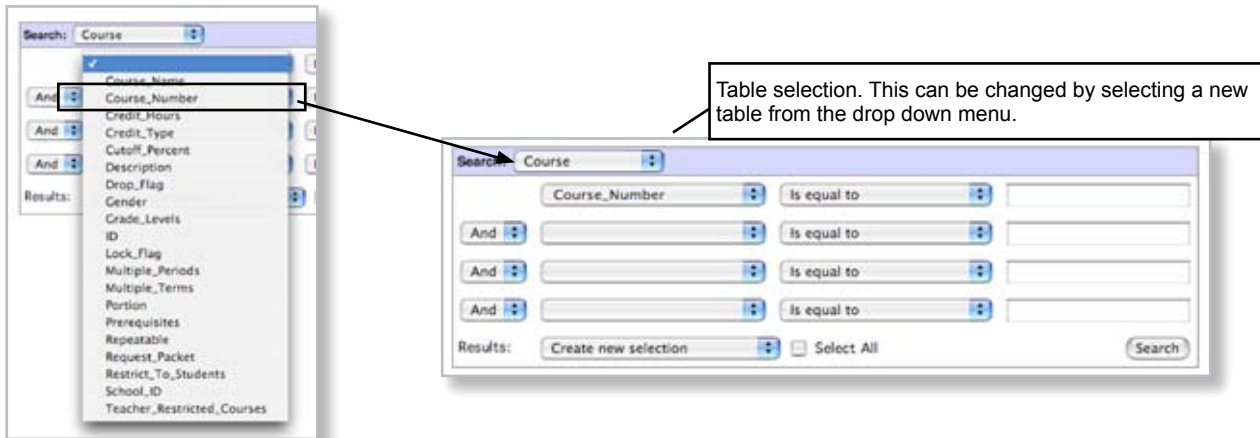 Search: Course
Course_Name
And Course_Number
Credit_Hours
And Credit_Type
Cutoff_Percent
And Description
Drop_Flag
Results: Gender
Grade_Levels
ID
Lock_Flag
Multiple_Periods
Multiple_Terms
Portion
Prerequisites
Repeatable
Request_Packet
Restrict_To_Students
School_ID
Teacher_Restricted_Courses
Table selection. This can be changed by selecting a new
table from the drop down menu.
Search: Course
Course_Number Is equal to
And Is equal to
And Is equal to
And Is equal to
Results: Create new selection Select All Search